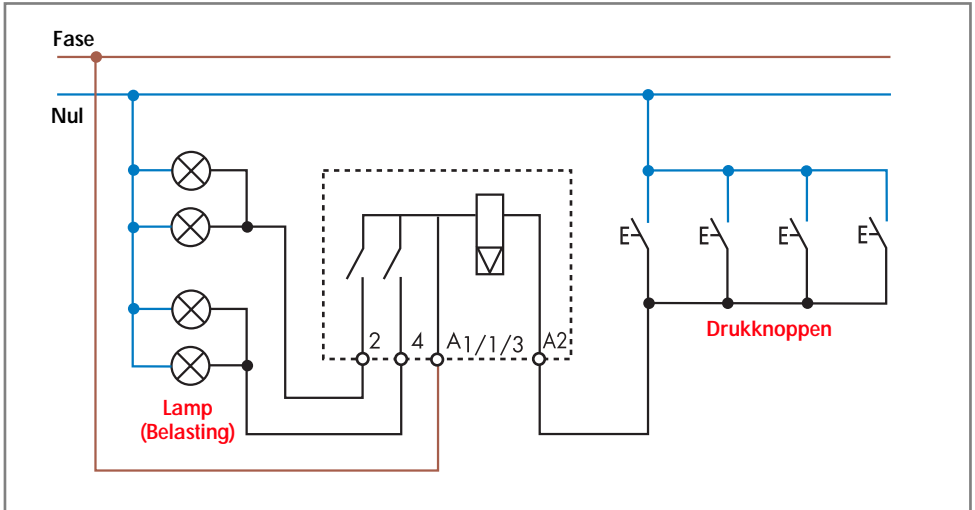 Fase
Nul
2 4 A1/1/3 A2
E E E E
Drukknoppen
Lamp
(Belasting)